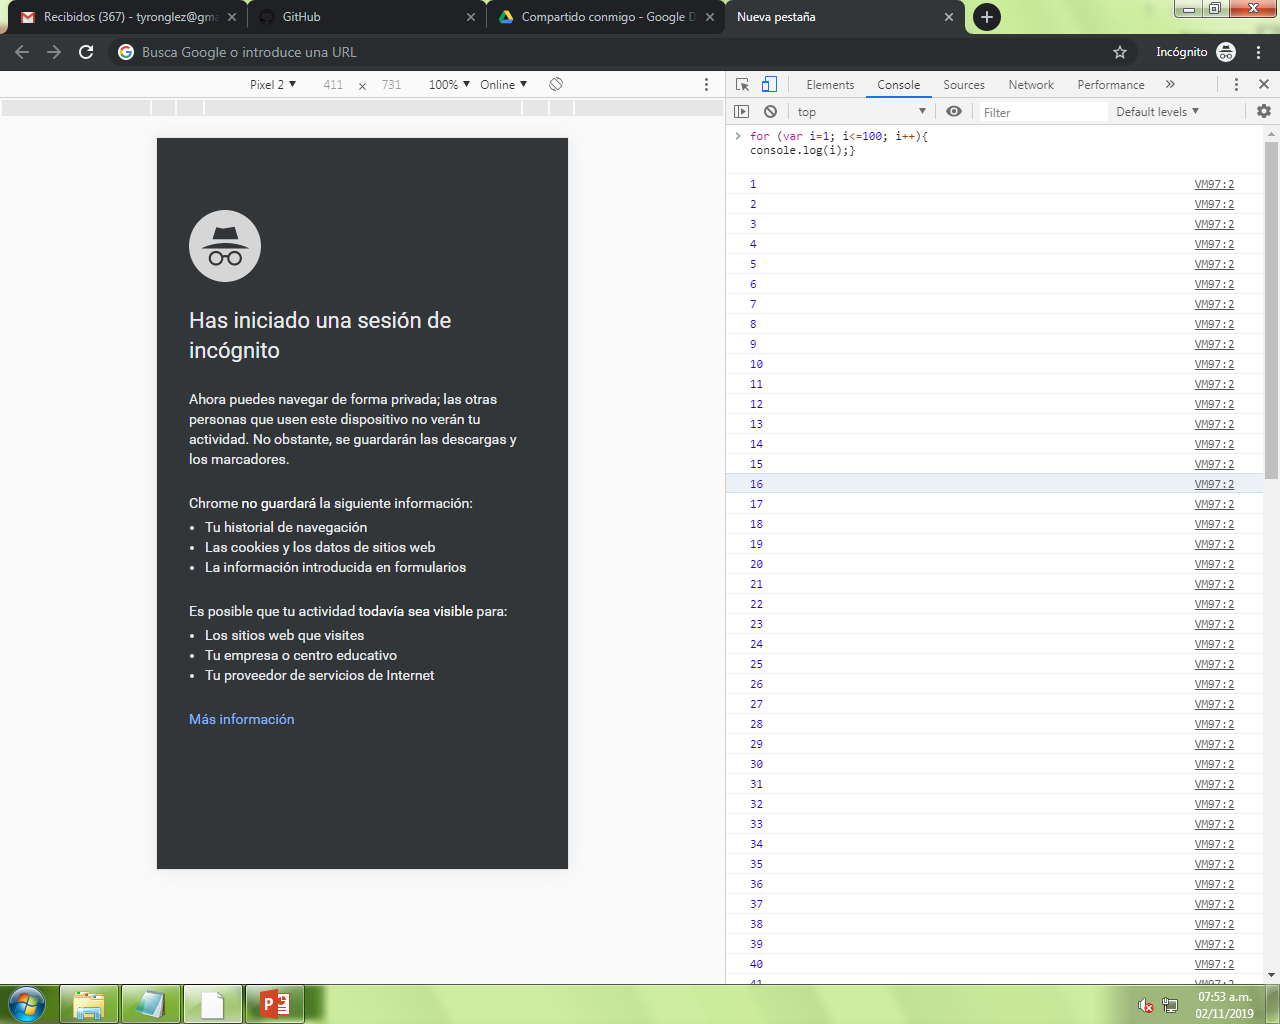 Recibidos (367) - tyronglez@gma
GitHub
Compartido conmigo - Google D
Nueva pestaña
Busca Google o introduce una URL
Incógnito
Pixel 2 ▼ 411 x 731 100% ▼ Online ▼
Elements Console Sources Network Performance »
top ▼ Filter Default levels ▼
Has iniciado una sesión de
incógnito
Ahora puedes navegar de forma privada; las otras
personas que usen este dispositivo no verán tu
actividad. No obstante, se guardarán las descargas y
los marcadores.
Chrome no guardará la siguiente información:
• Tu historial de navegación
• Las cookies y los datos de sitios web
• La información introducida en formularios
Es posible que tu actividad todavía sea visible para:
• Los sitios web que visites
• Tu empresa o centro educativo
• Tu proveedor de servicios de Internet
Más información
> for (var i=1; i<=100; i++){
console.log(i);}
1 VM97:2
2 VM97:2
3 VM97:2
4 VM97:2
5 VM97:2
6 VM97:2
7 VM97:2
8 VM97:2
9 VM97:2
10 VM97:2
11 VM97:2
12 VM97:2
13 VM97:2
14 VM97:2
15 VM97:2
16 VM97:2
17 VM97:2
18 VM97:2
19 VM97:2
20 VM97:2
21 VM97:2
22 VM97:2
23 VM97:2
24 VM97:2
25 VM97:2
26 VM97:2
27 VM97:2
28 VM97:2
29 VM97:2
30 VM97:2
31 VM97:2
32 VM97:2
33 VM97:2
34 VM97:2
35 VM97:2
36 VM97:2
37 VM97:2
38 VM97:2
39 VM97:2
40 VM97:2
41 VM97:2
07:53 a.m.
02/11/2019